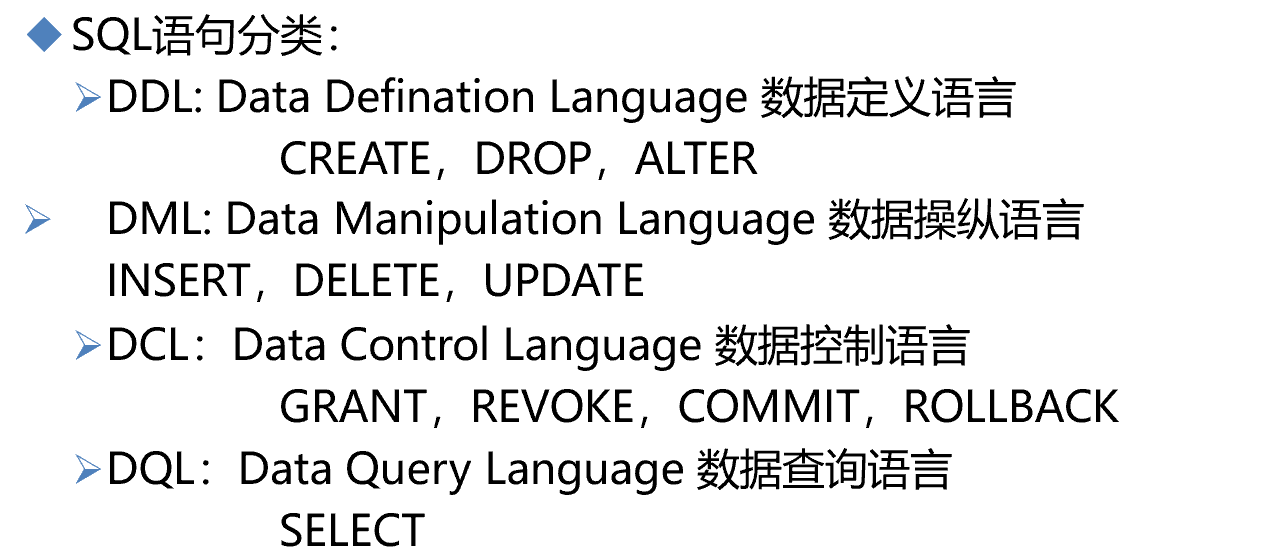 SQL语句分类：
DDL: Data Defination Language 数据定义语言
CREATE，DROP，ALTER
DML: Data Manipulation Language 数据操纵语言
INSERT，DELETE，UPDATE
DCL：Data Control Language 数据控制语言
GRANT，REVOKE，COMMIT，ROLLBACK
DQL：Data Query Language 数据查询语言
SELECT